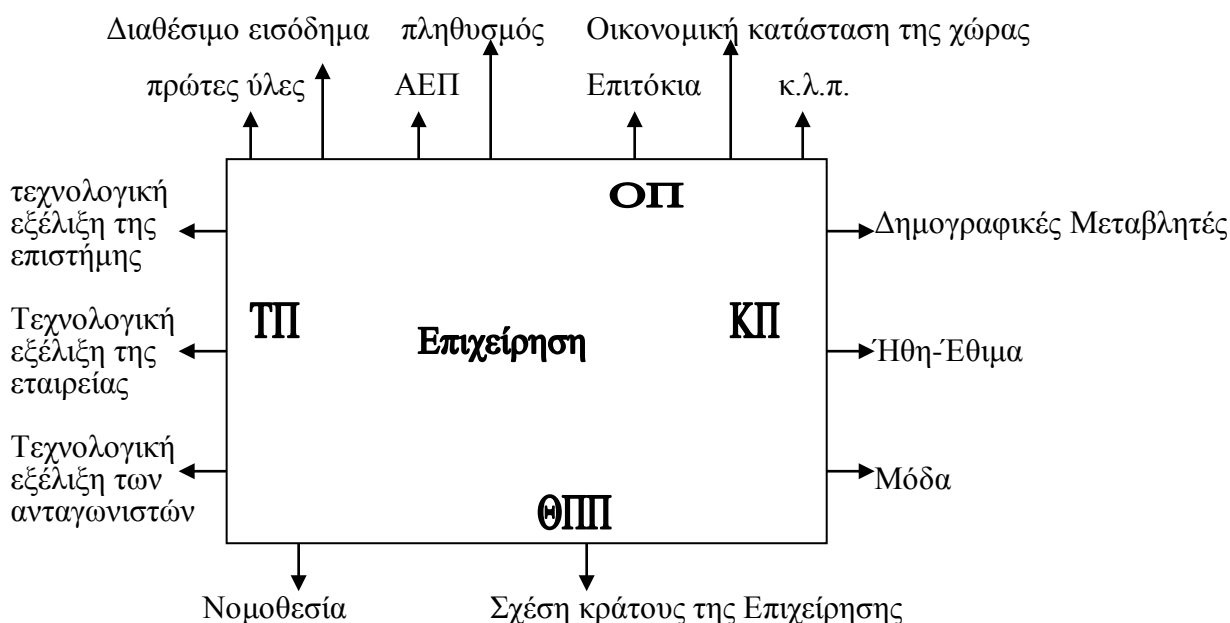 Διαθέσιμο εισόδημα πληθυσμός Οικονομική κατάσταση της χώρας
πρώτες ύλες ΑΕΠ Επιτόκια κ.λ.π.
ΟΠ
τεχνολογική
εξέλιξη της
επιστήμης
Δημογραφικές Μεταβλητές
Τεχνολογική
εξέλιξη της
εταιρείας
ΤΠ
Επιχείρηση
ΚΠ
Ήθη-Έθιμα
Τεχνολογική
εξέλιξη των
ανταγωνιστών
Μόδα
ΘΠΠ
Νομοθεσία Σχέση κράτους της Επιχείρησης